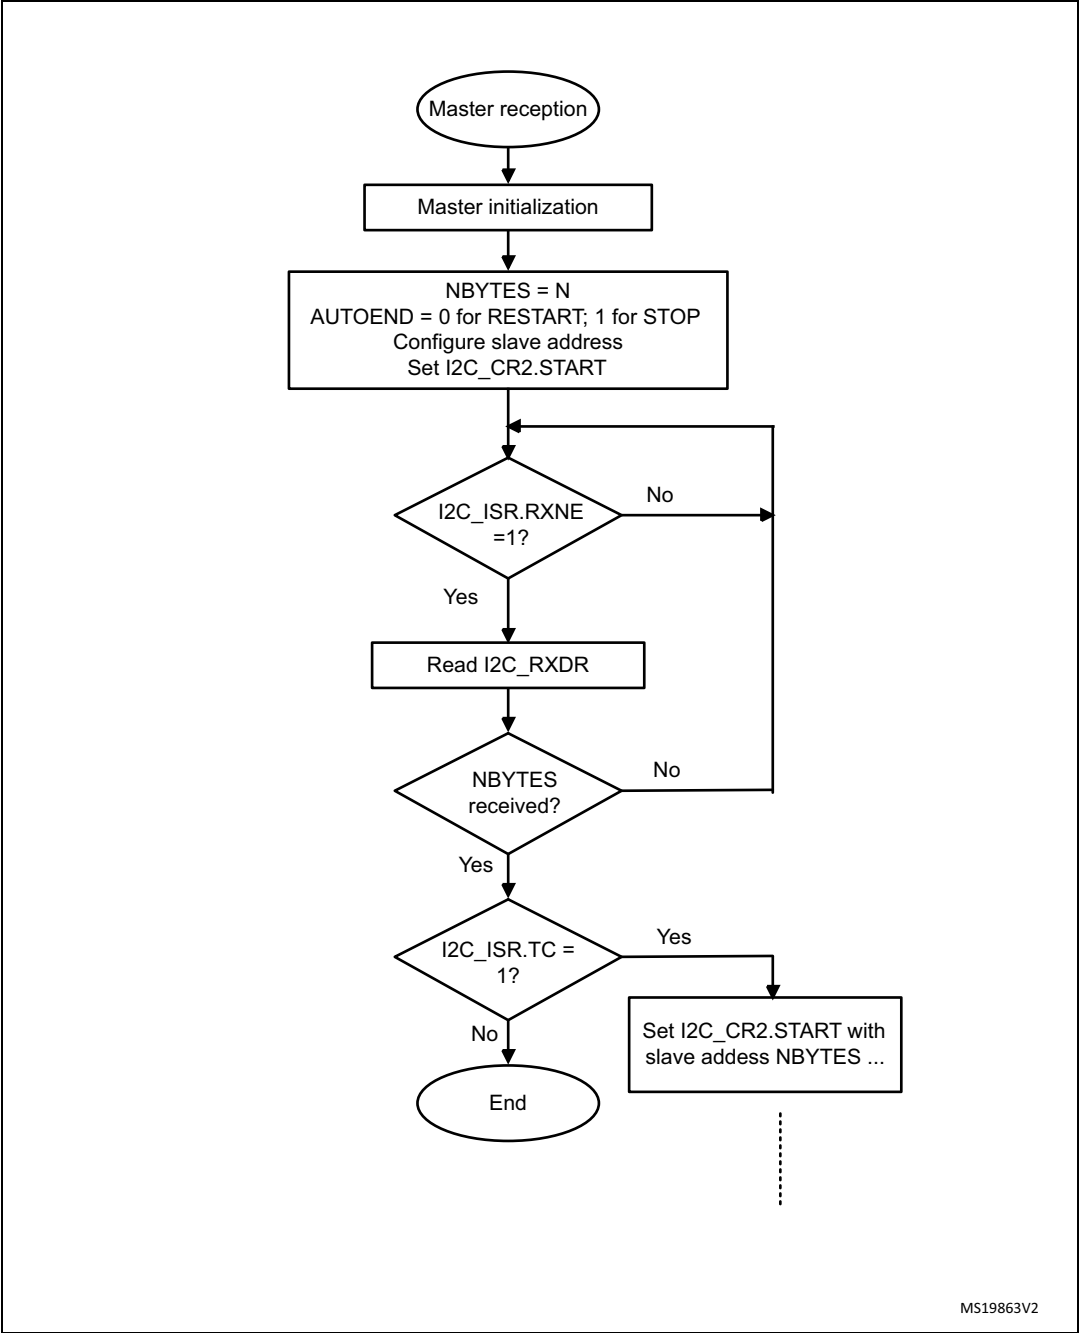 Master reception
Master initialization
NBYTES = N
AUTOEND = 0 for RESTART; 1 for STOP
Configure slave address
Set I2C_CR2.START
I2C_ISR.RXNE
=1?
No
Yes
Read I2C_RXDR
NBYTES
received?
No
Yes
I2C_ISR.TC =
1?
Yes
No
Set I2C_CR2.START with
slave addess NBYTES ...
End
MS19863V2